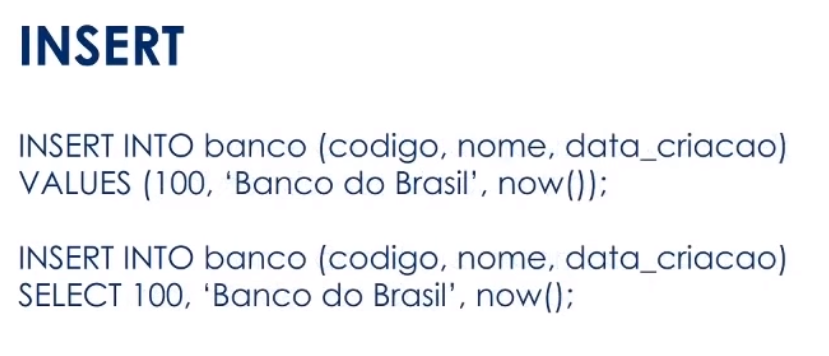 INSERT
INSERT INTO banco (codigo, nome, data_criacao)
VALUES (100, ‘Banco do Brasil’, now());
INSERT INTO banco (codigo, nome, data_criacao)
SELECT 100, ‘Banco do Brasil’, now();